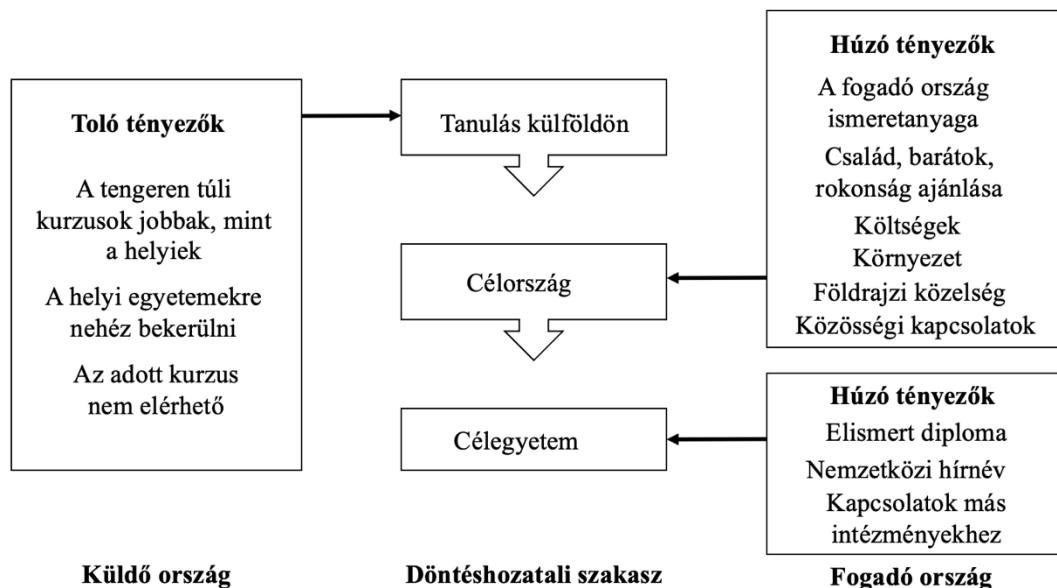 Toló tényezők
A tengeren túli
kurzusok jobbak, mint
a helyiek
A helyi egyetemekre
nehéz bekerülni
Az adott kurzus
nem elérhető
Küldő ország
Tanulás külföldön
Célország
Célegyetem
Döntéshozatali szakasz
Húzó tényezők
A fogadó ország
ismeretanyaga
Család, barátok,
rokonság ajánlása
Költségek
Környezet
Földrajzi közelség
Közösségi kapcsolatok
Húzó tényezők
Elismert diploma
Nemzetközi hírnév
Kapcsolatok más
intézményekhez
Fogadó ország